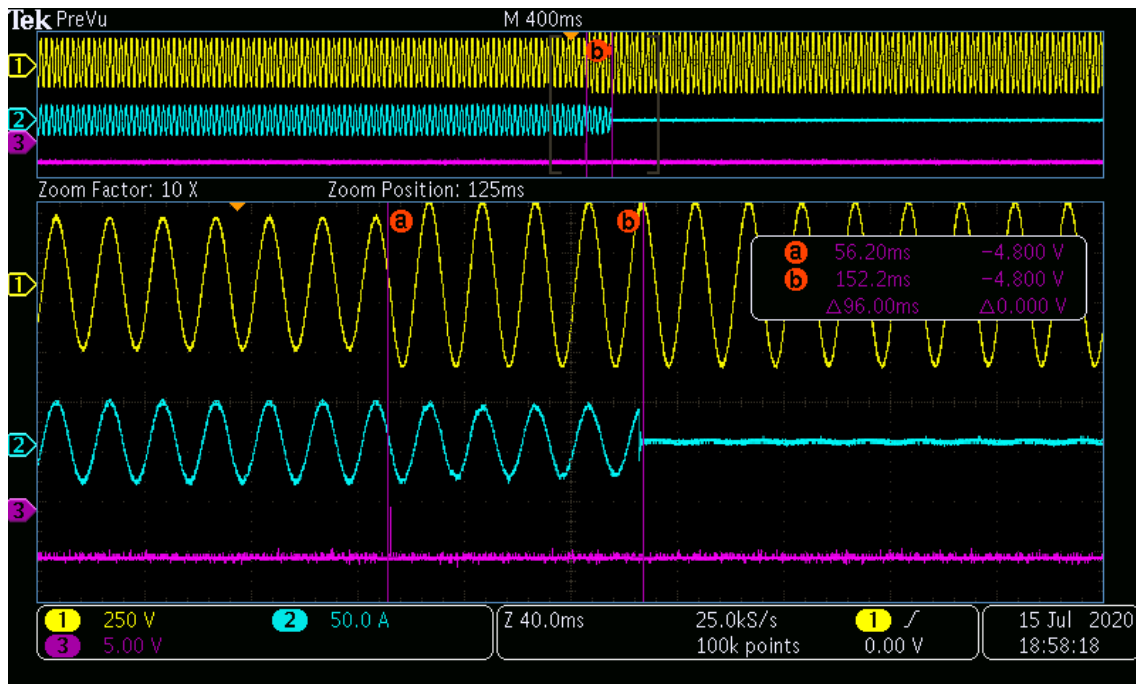 Tek PreVu M 400ms
1
b
2
3
Zoom Factor: 10 X Zoom Position: 125ms
a b
1
a 56.20ms -4.800 V
b 152.2ms -4.800 V
△96.00ms △0.000 V
2
3
1 250 V 2 50.0 A Z 40.0ms 25.0kS/s 1 15 Jul 2020
3 5.00 V 100k points 0.00 V 18:58:18